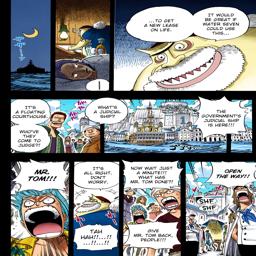 ...TO GET
A NEW LEASE
ON LIFE.
IT WOULD
BE GREAT IF
WATER SEVEN
COULD USE
THIS...
IT'S A
FLOATING
COURTHOUSE.
WHO'VE
THEY
COME TO
JUDGE?!
WHAT'S A
JUDICIAL
SHIP?
THE
GOVERNMENT'S
JUDICIAL SHIP
IS HERE!!!
MR.
TOM!!!
IT'S
ALL RIGHT.
DON'T
WORRY.
NOW WAIT JUST
A MINUTE!!!
WHAT HAS
MR. TOM DONE?!
GIVE
MR. TOM BACK,
PEOPLE!!!
OPEN
THE WAY!!